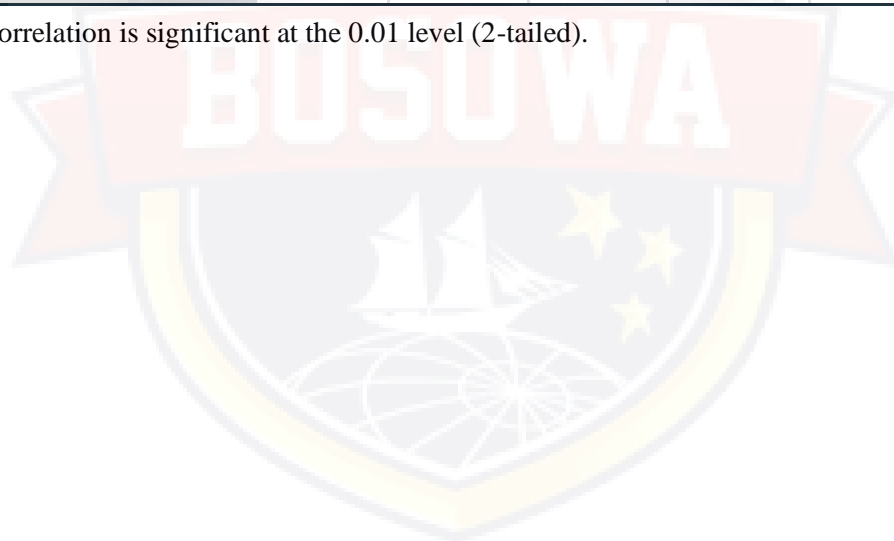 orrelation is significant at the 0.01 level (2-tailed).
BOSOWA